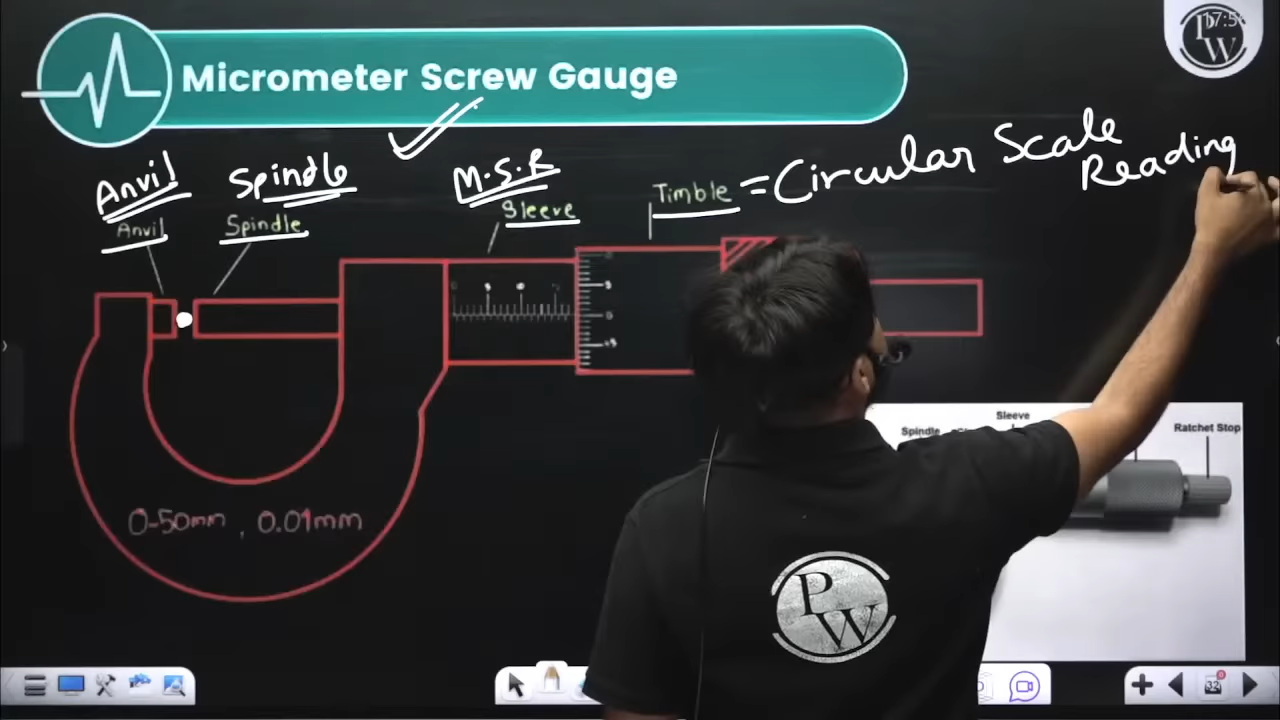 Micrometer Screw Gauge
Anvil Spindle M.S.R
Timble = Circular Scale
Reading
Anvil Spindle Sleeve
0-50mm , 0.01mm
Sleeve
Spindle
Ratchet Stop
PW
PW
32